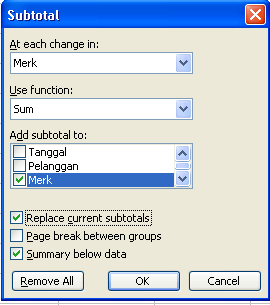 Subtotal
At each change in:
Merk
Use function:
Sum
Add subtotal to:
Tanggal
Pelanggan
Merk
Replace current subtotals
Page break between groups
Summary below data
Remove All OK Cancel